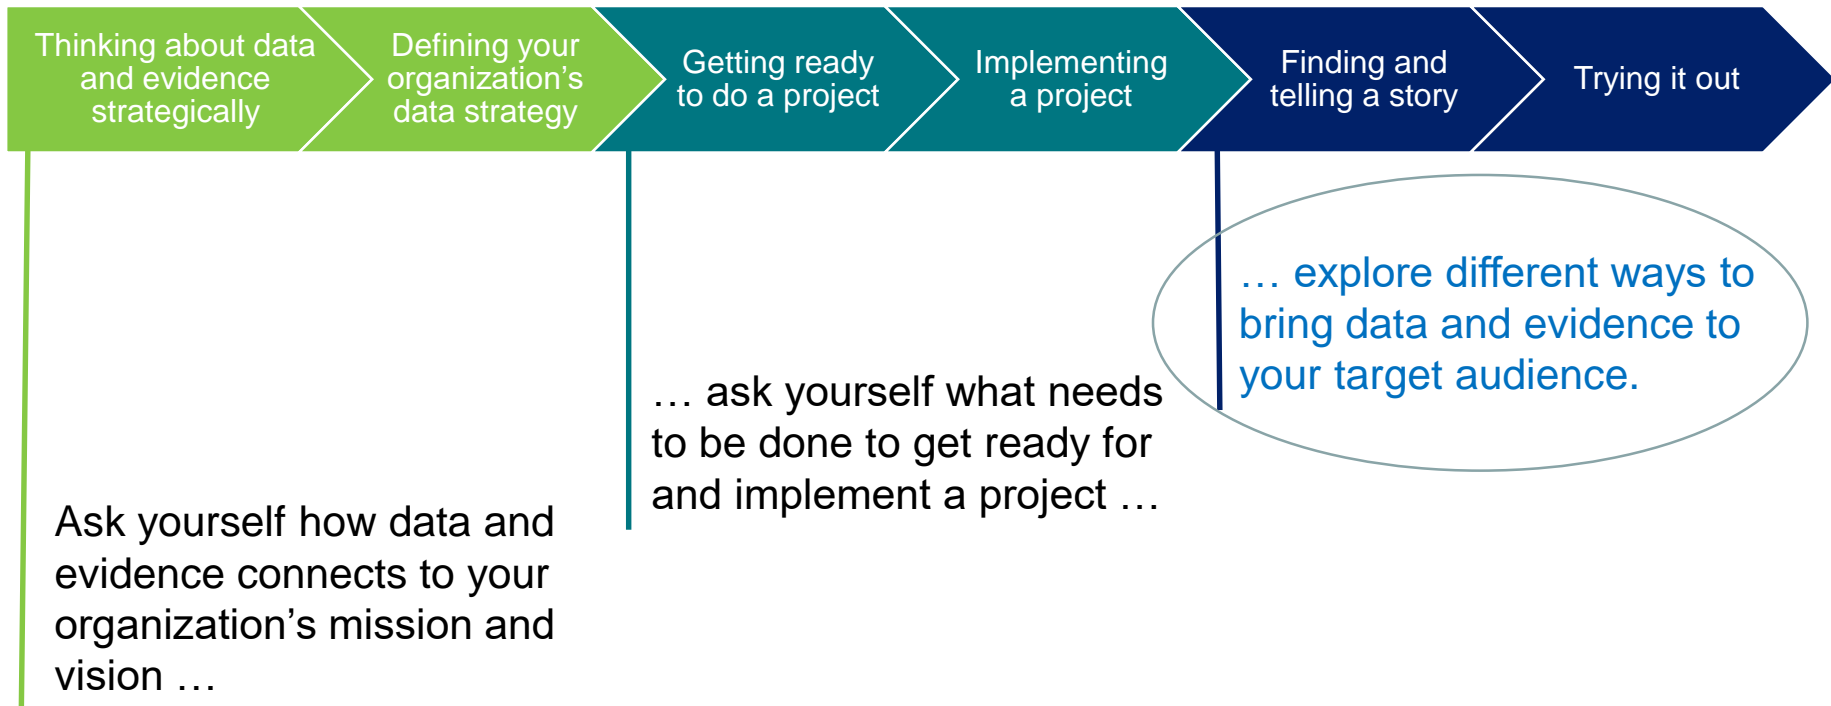 Thinking about data
and evidence
strategically
Defining your
organization’s
data strategy
Getting ready
to do a project
Implementing
a project
Finding and
telling a story
Trying it out
Ask yourself how data and
evidence connects to your
organization’s mission and
vision …
… ask yourself what needs
to be done to get ready for
and implement a project …
… explore different ways to
bring data and evidence to
your target audience.